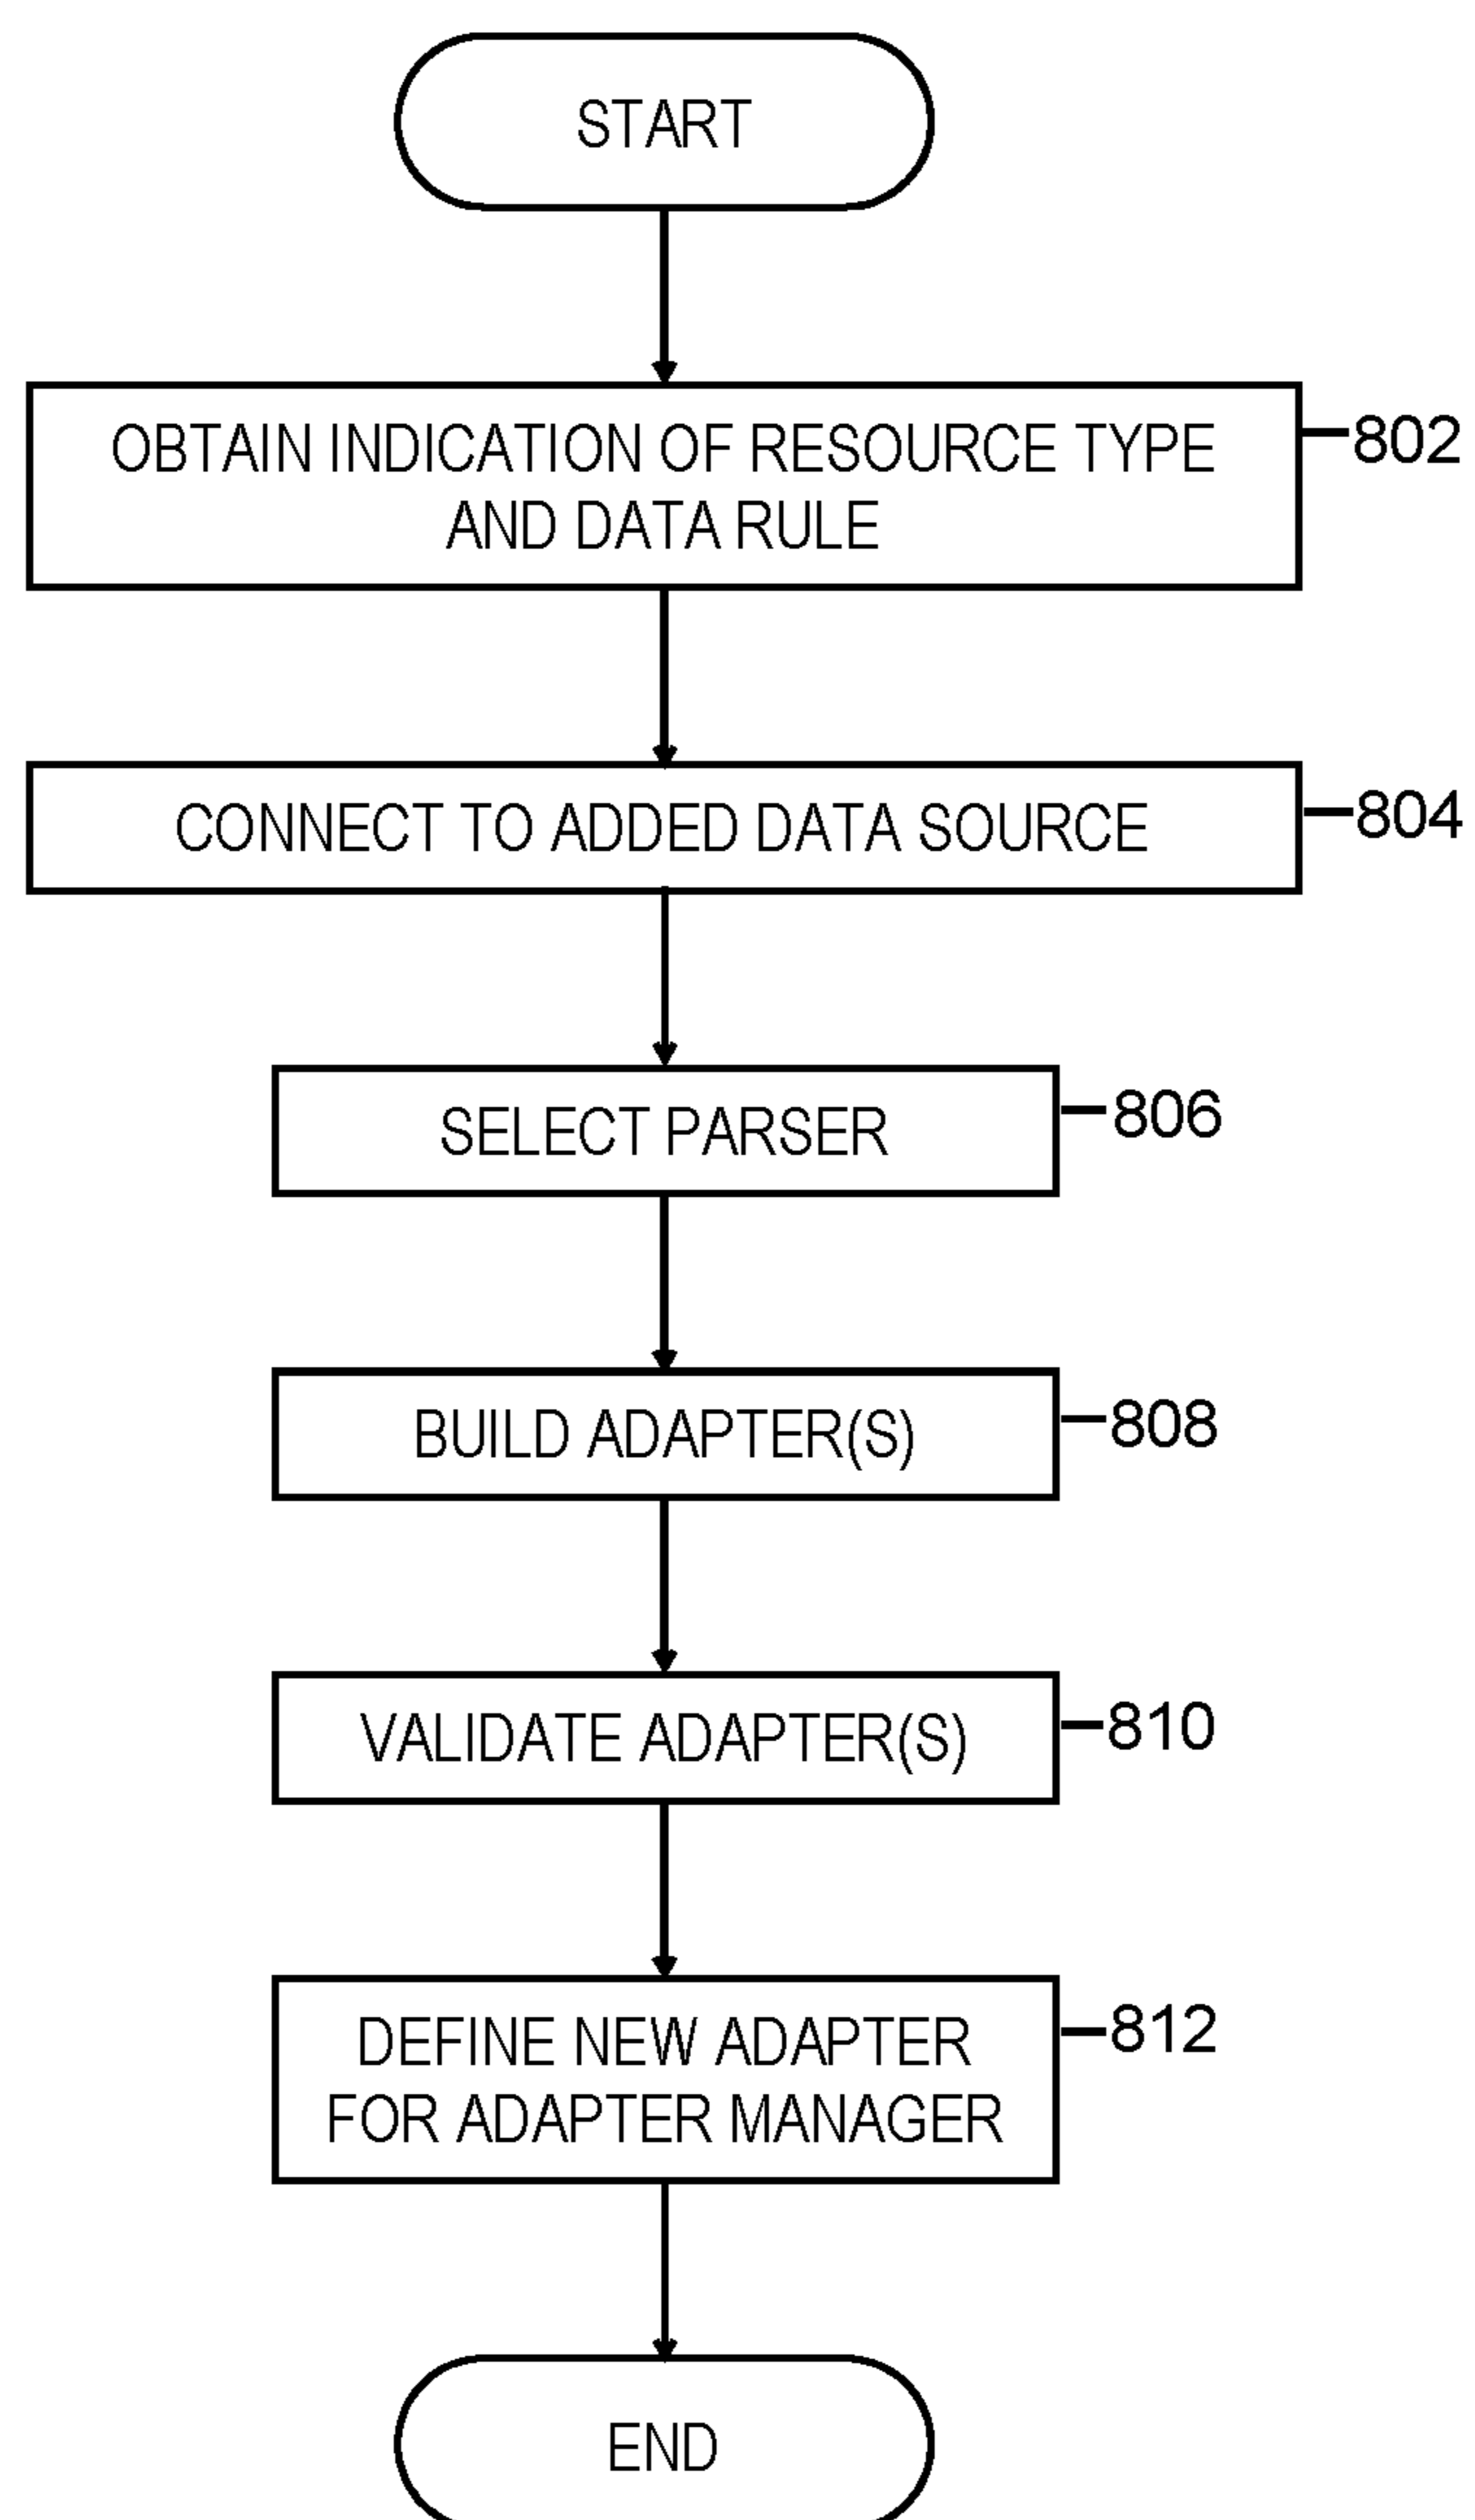 START
OBTAIN INDICATION OF RESOURCE TYPE
AND DATA RULE
802
CONNECT TO ADDED DATA SOURCE
804
SELECT PARSER
806
BUILD ADAPTER(S)
808
VALIDATE ADAPTER(S)
810
DEFINE NEW ADAPTER
FOR ADAPTER MANAGER
812
END